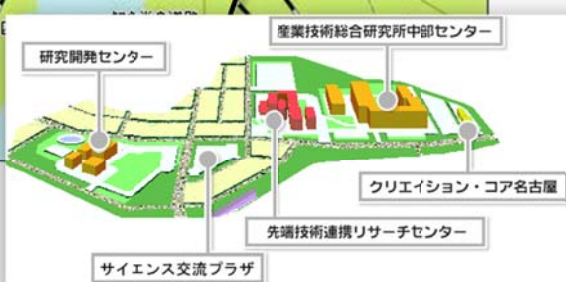 産業技術総合研究所中部センター
研究開発センター
クリエイション・コア名古屋
先端技術連携リサーチセンター
サイエンス交流プラザ